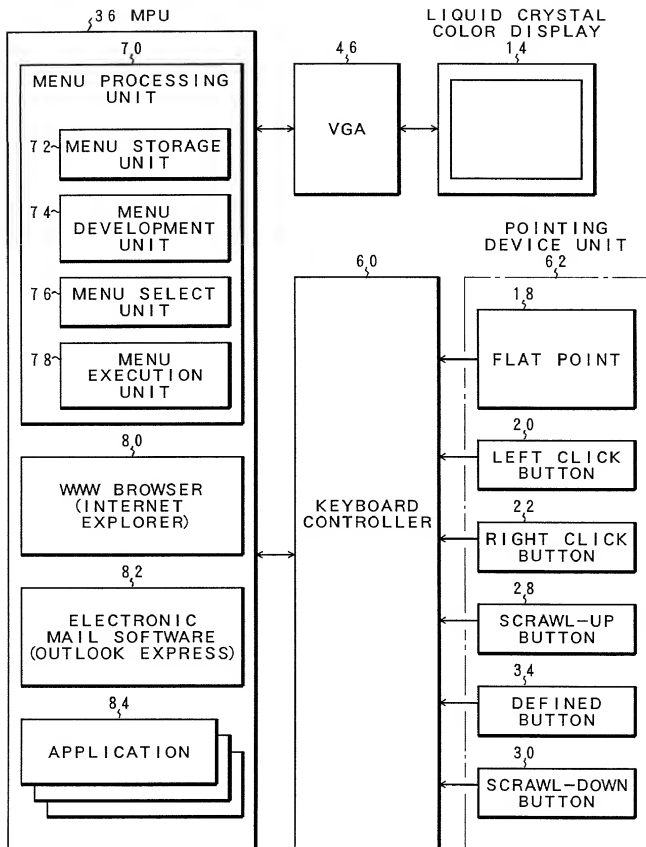 36 MPU
70
MENU PROCESSING
UNIT
72 MENU STORAGE
UNIT
74 MENU
DEVELOPMENT
UNIT
76 MENU SELECT
UNIT
78 MENU
EXECUTION
UNIT
80
WWW BROWSER
(INTERNET
EXPLORER)
82
ELECTRONIC
MAIL SOFTWARE
(OUTLOOK EXPRESS)
84
APPLICATION
46
VGA
LIQUID CRYSTAL
COLOR DISPLAY
14
60
KEYBOARD
CONTROLLER
POINTING
DEVICE UNIT
62
18
FLAT POINT
20
LEFT CLICK
BUTTON
22
RIGHT CLICK
BUTTON
28
SCRAWL-UP
BUTTON
34
DEFINED
BUTTON
30
SCRAWL-DOWN
BUTTON